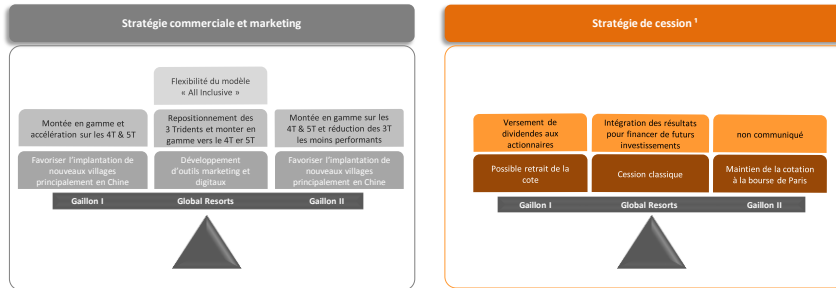 Stratégie commerciale et marketing
Flexibilité du modèle
« All Inclusive »
Montée en gamme et
accélération sur les 4T & 5T
Repositionnement des
3 Tridents et monter en
gamme vers le 4T er 5T
Montée en gamme sur les
4T & 5T et réduction des 3T
les moins performants
Favoriser l'implantation de
nouveaux villages
principalement en Chine
Développement
d'outils marketing et
digitaux
Favoriser l'implantation de
nouveaux villages
principalement en Chine
Gaillon I
Global Resorts
Gaillon II
Stratégie de cession ¹
Versement de
dividendes aux
actionnaires
Intégration des résultats
pour financer de futurs
investissements
non communiqué
Possible retrait de la
cote
Cession classique
Maintien de la cotation
à la bourse de Paris
Gaillon I
Global Resorts
Gaillon II